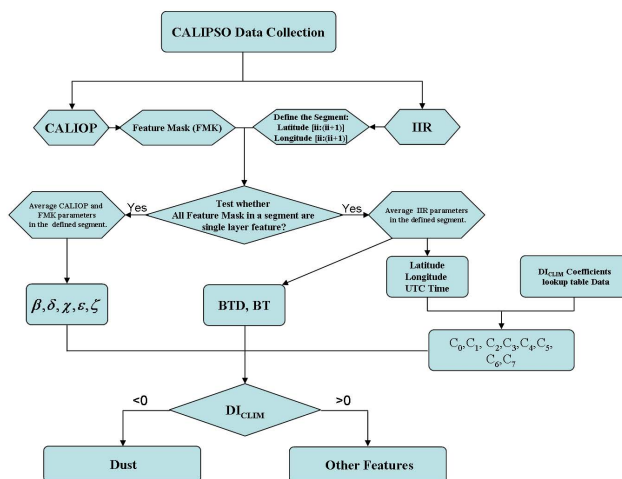 CALIPSO Data Collection
CALIOP
Feature Mask (FMK)
Define the Segment:
Latitude [ii:(ii+1)]
Longitude [ii:(ii+1)]
IIR
Yes
Test whether
All Feature Mask in a segment are
single layer feature?
Yes
Average CALIOP and
FMK parameters
in the defined segment.
Average IIR parameters
in the defined segment.
β,δ,χ,ε,ζ
BTD, BT
Latitude
Longitude
UTC Time
DI_CLIM Coefficients
lookup table Data
C₀,C₁, C₂,C₃,C₄,C₅,
C₆,C₇
<0
DI_CLIM
>0
Dust
Other Features